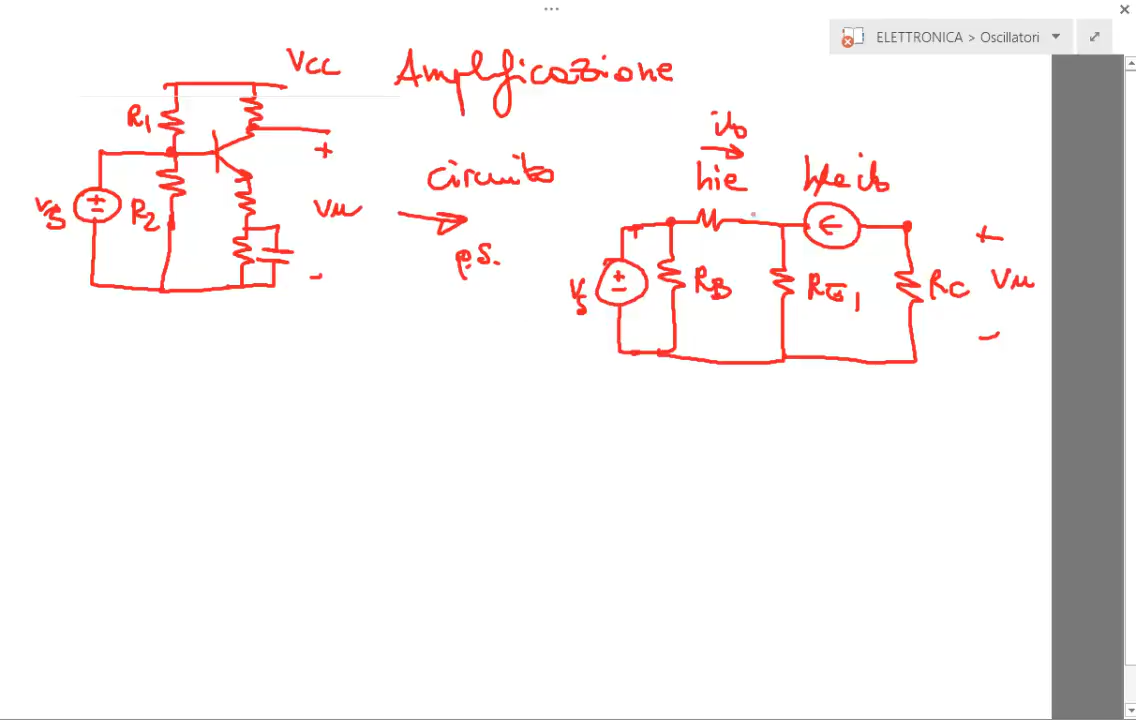 ELETTRONICA > Oscillatori
Vcc Amplificazione
R1
R2
vs
+
Vu
-
circuito
p.s.
ib
hie hfe ib
vs
RB
RE1
RC
+
Vu
-